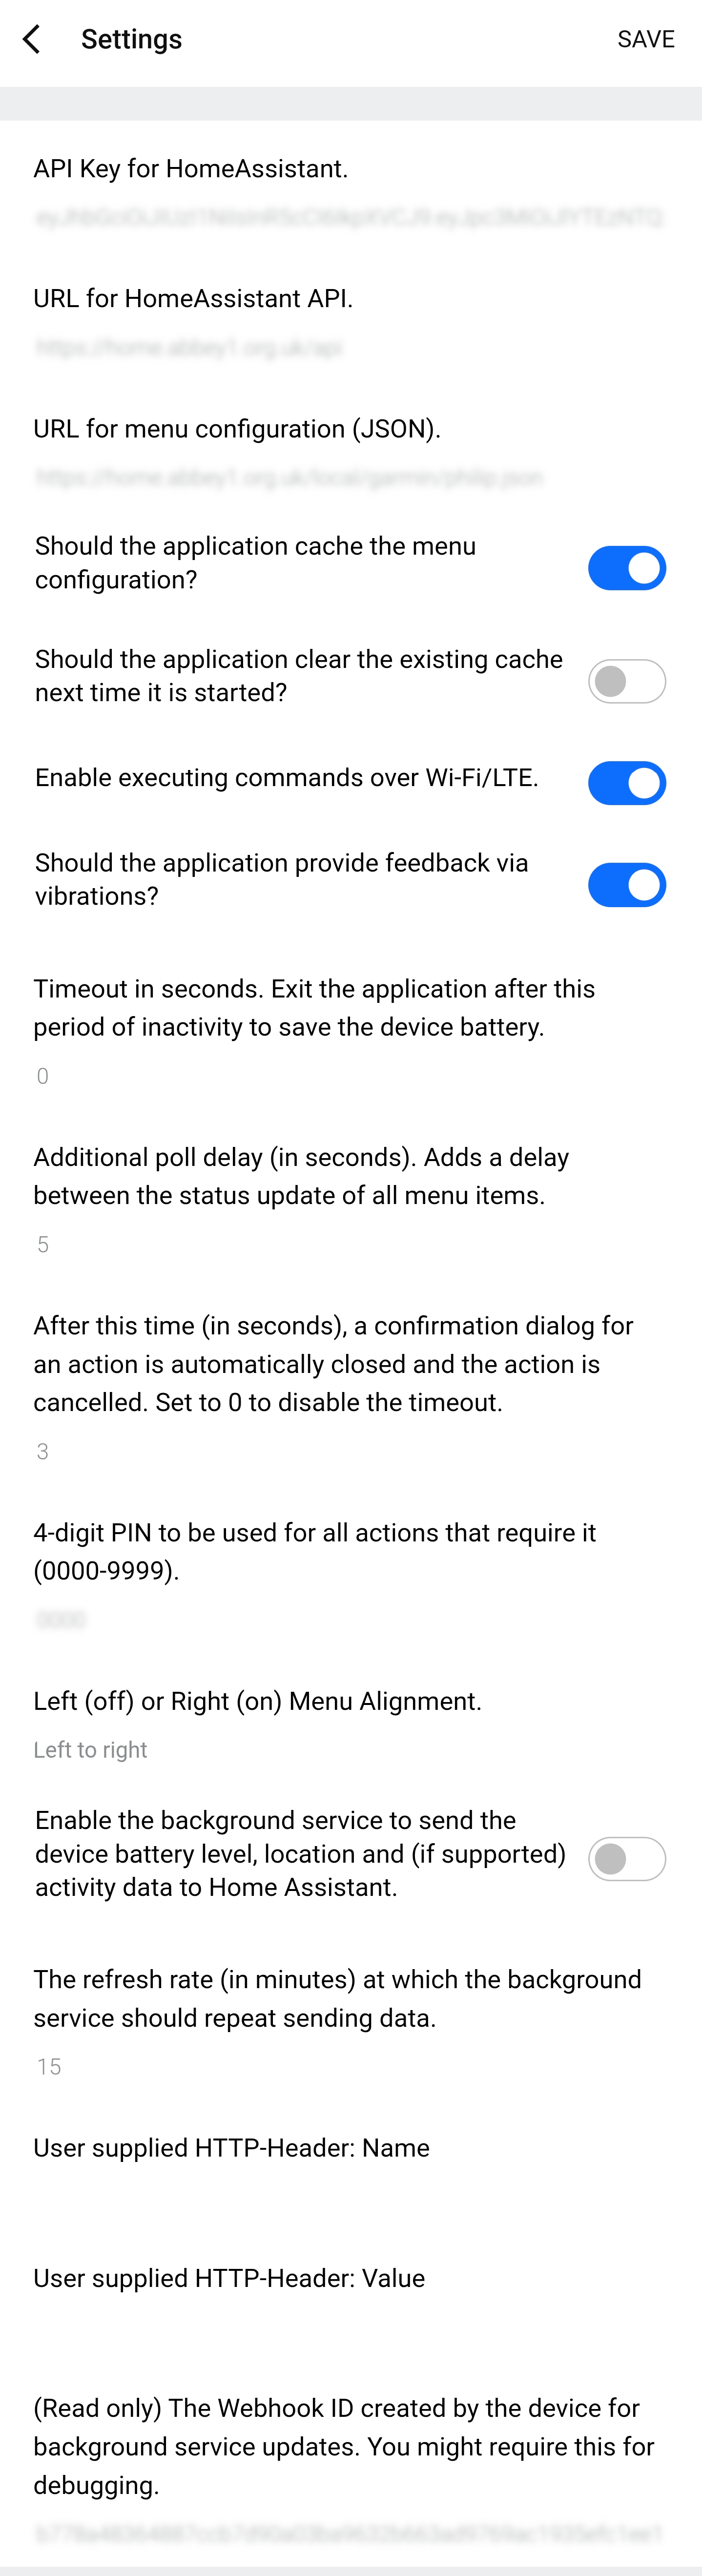 Settings
SAVE
API Key for HomeAssistant.
URL for HomeAssistant API.
URL for menu configuration (JSON).
Should the application cache the menu
configuration?
Should the application clear the existing cache
next time it is started?
Enable executing commands over Wi-Fi/LTE.
Should the application provide feedback via
vibrations?
Timeout in seconds. Exit the application after this
period of inactivity to save the device battery.
0
Additional poll delay (in seconds). Adds a delay
between the status update of all menu items.
5
After this time (in seconds), a confirmation dialog for
an action is automatically closed and the action is
cancelled. Set to 0 to disable the timeout.
3
4-digit PIN to be used for all actions that require it
(0000-9999).
Left (off) or Right (on) Menu Alignment.
Left to right
Enable the background service to send the
device battery level, location and (if supported)
activity data to Home Assistant.
The refresh rate (in minutes) at which the background
service should repeat sending data.
15
User supplied HTTP-Header: Name
User supplied HTTP-Header: Value
(Read only) The Webhook ID created by the device for
background service updates. You might require this for
debugging.